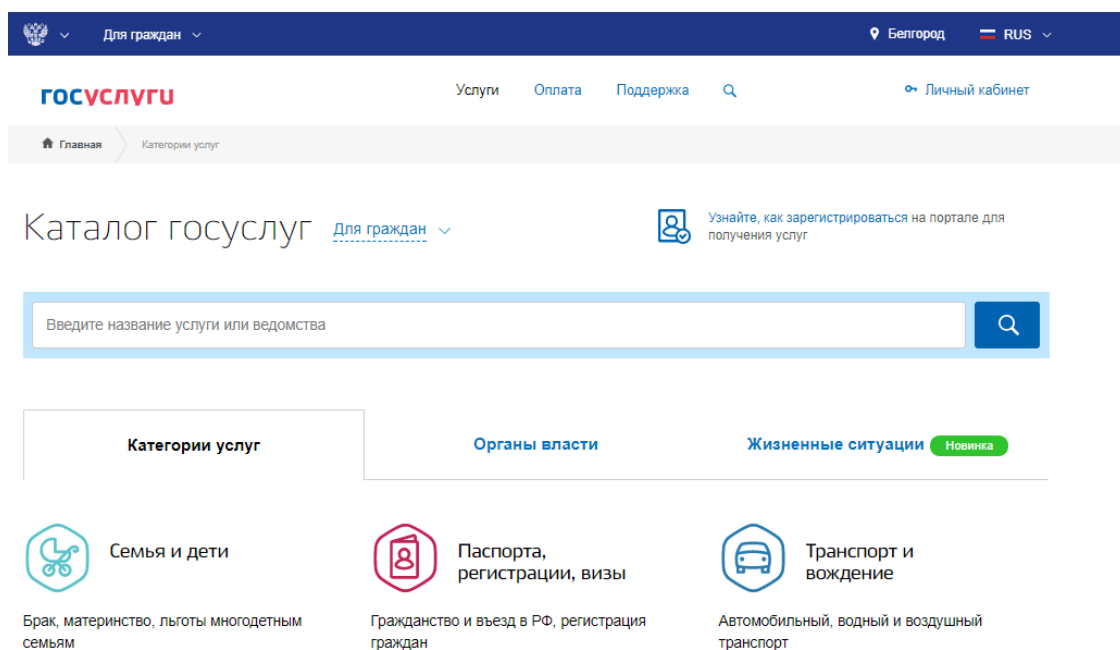 Для граждан Белгород RUS
госуслуги Услуги Оплата Поддержка Личный кабинет
Главная Категории услуг
Каталог госуслуг Для граждан
Узнайте, как зарегистрироваться на портале для
получения услуг
Введите название услуги или ведомства
Категории услуг Органы власти Жизненные ситуации Новинка
Семья и дети
Брак, материнство, льготы многодетным
семьям
Паспорта,
регистрации, визы
Гражданство и въезд в РФ, регистрация
граждан
Транспорт и
вождение
Автомобильный, водный и воздушный
транспорт